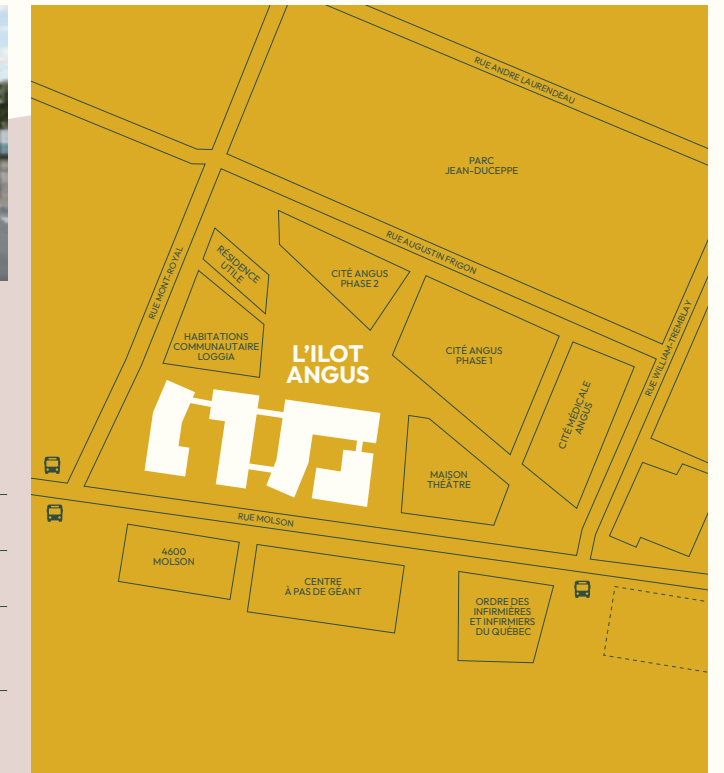 RUE ANDRE LAURENDEAU
PARC
JEAN-DUCEPPE
RUE AUGUSTIN FRIGON
RUE MONT-ROYAL
RÉSIDENCE
UTILE
CITÉ ANGUS
PHASE 2
HABITATIONS
COMMUNAUTAIRE
LOGGIA
L'ILOT
ANGUS
CITÉ ANGUS
PHASE 1
RUE WILLIAM-TREMBLAY
CITÉ MÉDICALE
ANGUS
MAISON
THÉÂTRE
RUE MOLSON
4600
MOLSON
CENTRE
À PAS DE GÉANT
ORDRE DES
INFIRMIÈRES
ET INFIRMIERS
DU QUÉBEC